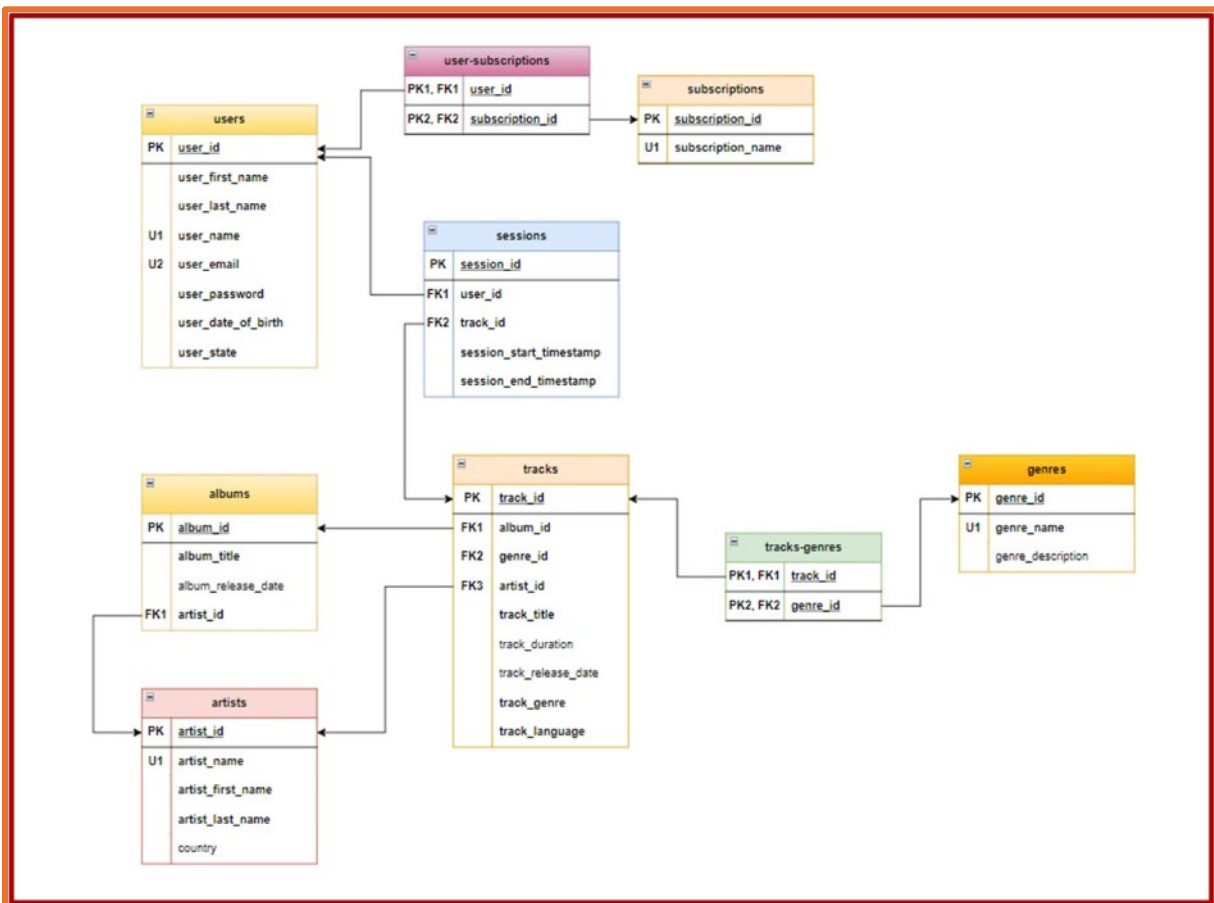 user-subscriptions
PK1, FK1 user_id
PK2, FK2 subscription_id
subscriptions
PK subscription_id
U1 subscription_name
users
PK user_id
user_first_name
user_last_name
U1 user_name
U2 user_email
user_password
user_date_of_birth
user_state
sessions
PK session_id
FK1 user_id
FK2 track_id
session_start_timestamp
session_end_timestamp
albums
PK album_id
album_title
album_release_date
FK1 artist_id
tracks
PK track_id
FK1 album_id
FK2 genre_id
FK3 artist_id
track_title
track_duration
track_release_date
track_genre
track_language
genres
PK genre_id
U1 genre_name
genre_description
tracks-genres
PK1, FK1 track_id
PK2, FK2 genre_id
artists
PK artist_id
U1 artist_name
artist_first_name
artist_last_name
country